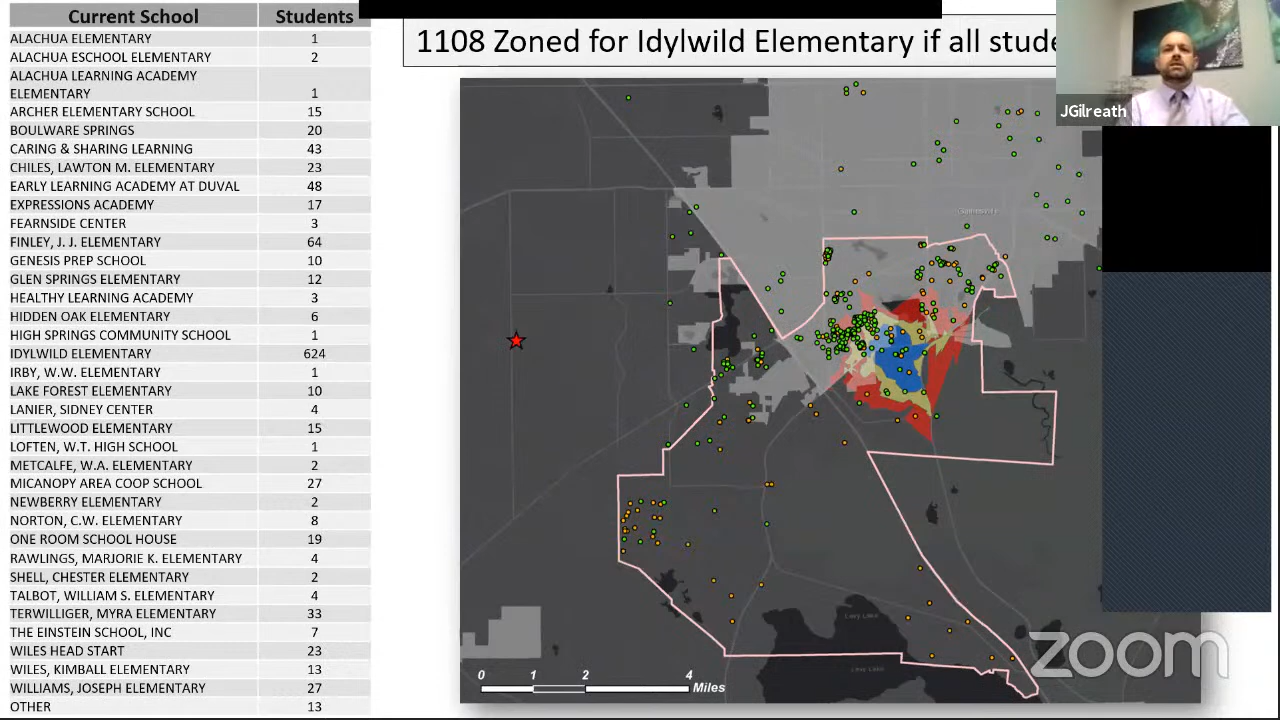 Current School Students
ALACHUA ELEMENTARY 1
ALACHUA ESCHOOL ELEMENTARY 2
ALACHUA LEARNING ACADEMY
ELEMENTARY 1
ARCHER ELEMENTARY SCHOOL 15
BOULWARE SPRINGS 20
CARING & SHARING LEARNING 43
CHILES, LAWTON M. ELEMENTARY 23
EARLY LEARNING ACADEMY AT DUVAL 48
EXPRESSIONS ACADEMY 17
FEARNSIDE CENTER 3
FINLEY, J. J. ELEMENTARY 64
GENESIS PREP SCHOOL 10
GLEN SPRINGS ELEMENTARY 12
HEALTHY LEARNING ACADEMY 3
HIDDEN OAK ELEMENTARY 6
HIGH SPRINGS COMMUNITY SCHOOL 1
IDYLWILD ELEMENTARY 624
IRBY, W.W. ELEMENTARY 1
LAKE FOREST ELEMENTARY 10
LANIER, SIDNEY CENTER 4
LITTLEWOOD ELEMENTARY 15
LOFTEN, W.T. HIGH SCHOOL 1
METCALFE, W.A. ELEMENTARY 2
MICANOPY AREA COOP SCHOOL 27
NEWBERRY ELEMENTARY 2
NORTON, C.W. ELEMENTARY 8
ONE ROOM SCHOOL HOUSE 19
RAWLINGS, MARJORIE K. ELEMENTARY 4
SHELL, CHESTER ELEMENTARY 2
TALBOT, WILLIAM S. ELEMENTARY 4
TERWILLIGER, MYRA ELEMENTARY 33
THE EINSTEIN SCHOOL, INC 7
WILES HEAD START 23
WILES, KIMBALL ELEMENTARY 13
WILLIAMS, JOSEPH ELEMENTARY 27
OTHER 13
1108 Zoned for Idylwild Elementary if all stude
JGilreath
Gainesville
Levy Lake
0 1 2 4
Miles
zoom